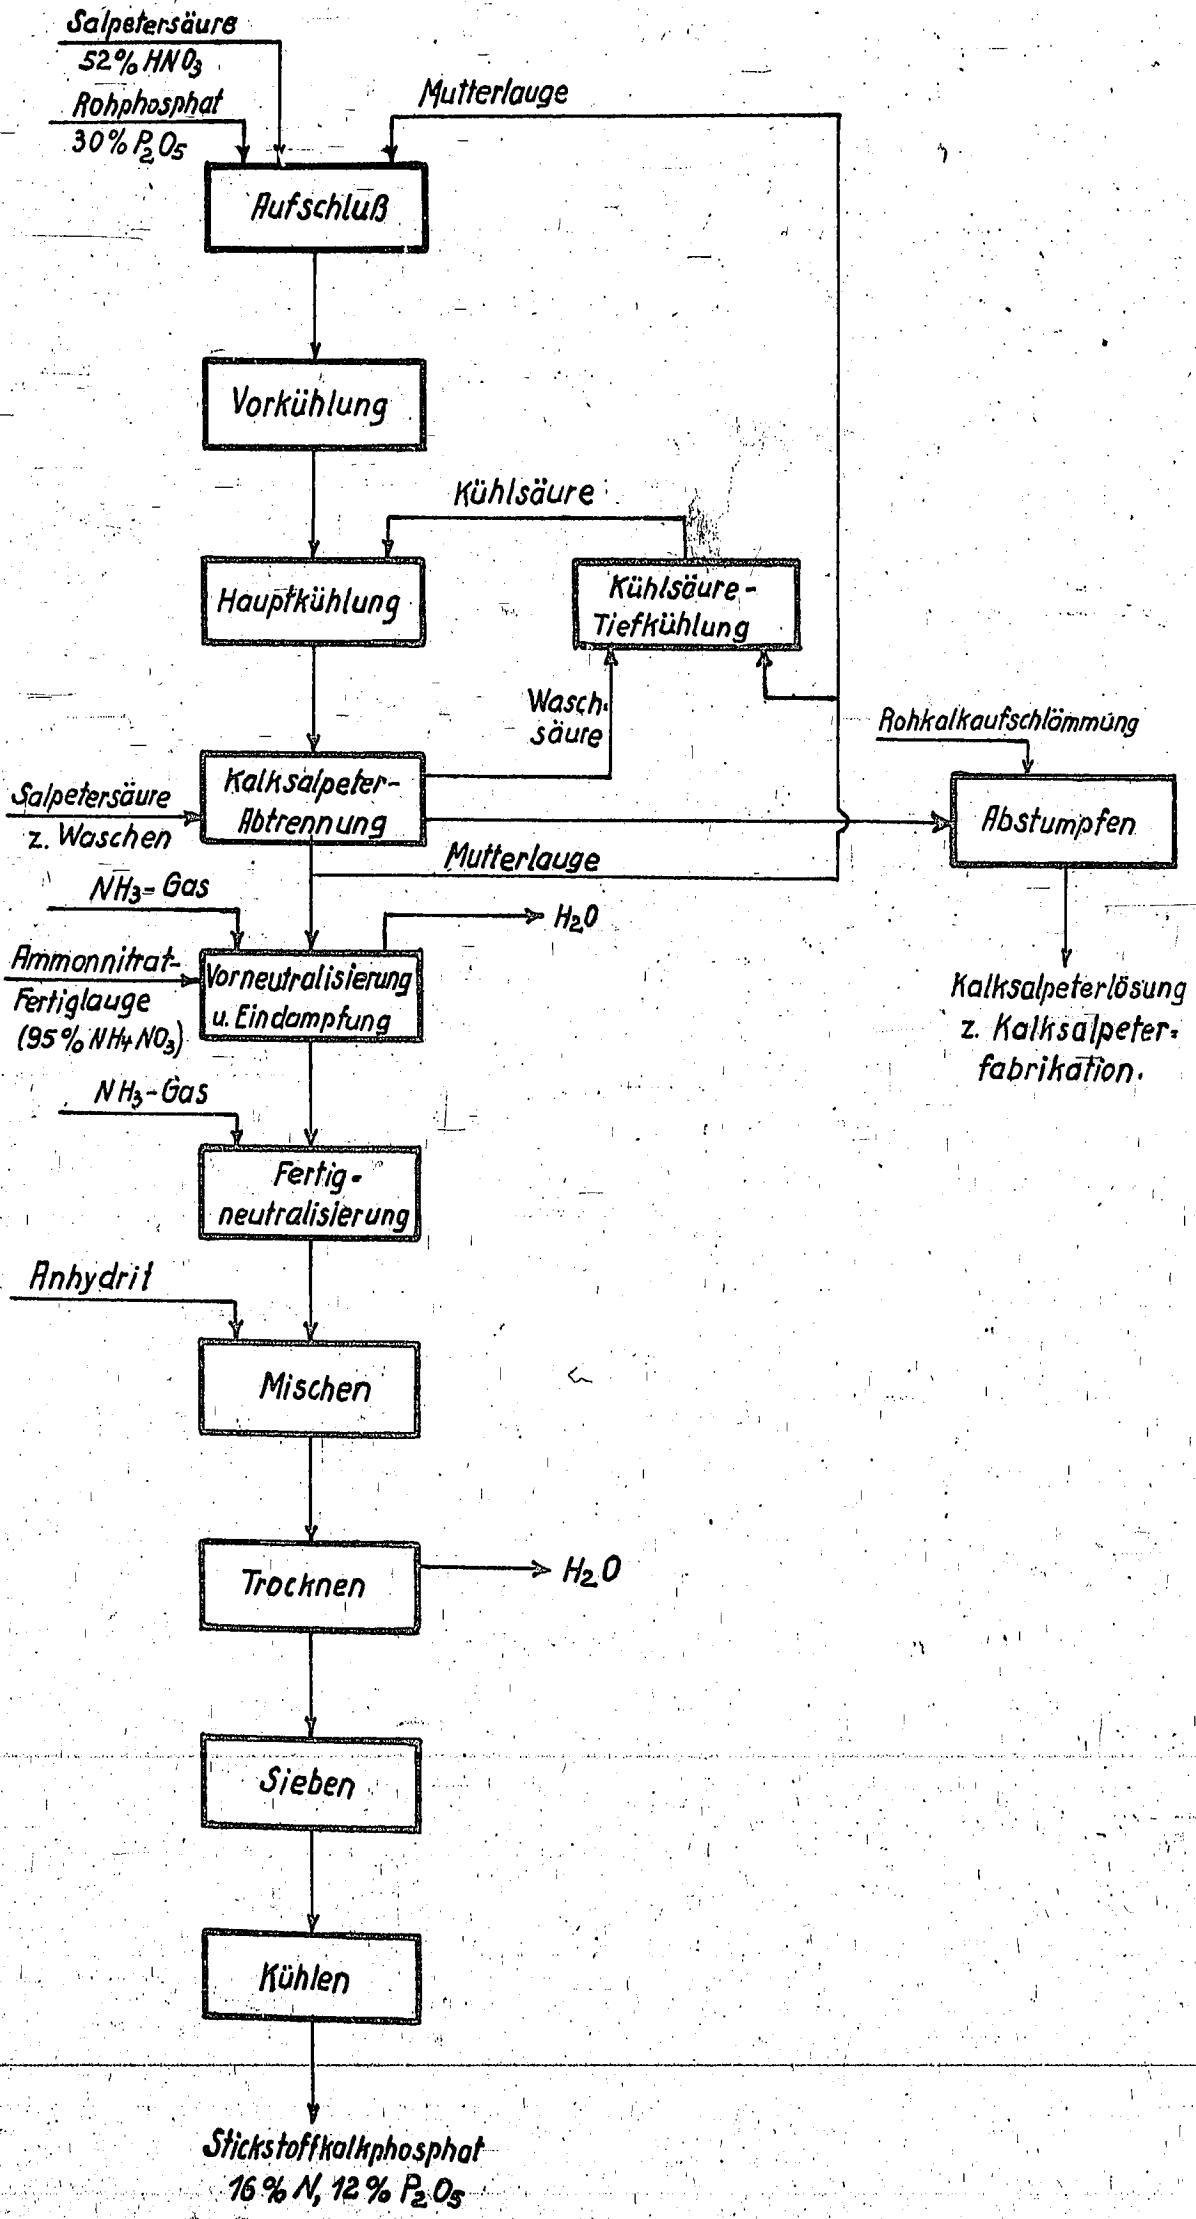 Salpetersäure
52% HNO₃
Rohphosphat
30% P₂O₅
Mutterlauge
Aufschluß
Vorkühlung
Kühlsäure
Hauptkühlung
Kühlsäure-
Tiefkühlung
Wasch-
säure
Rohkalkaufschlämmung
Salpetersäure
z. Waschen
Kalksalpeter-
Abtrennung
Abstumpfen
Mutterlauge
NH₃-Gas
H₂O
Ammonnitrat-
Fertiglauge
(95% NH₄NO₃)
Vorneutralisierung
u. Eindampfung
Kalksalpeterlösung
z. Kalksalpeter-
fabrikation.
NH₃-Gas
Fertig-
neutralisierung
Anhydrit
Mischen
Trocknen
H₂O
Sieben
Kühlen
Stickstoffkalkphosphat
16% N, 12% P₂O₅